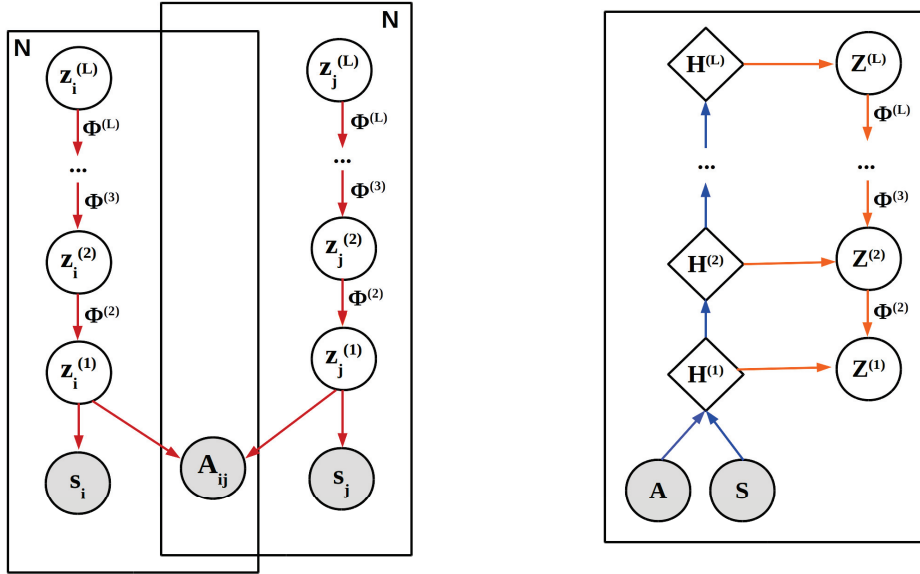 N
N
z_i^(L)
z_j^(L)
Φ^(L)
Φ^(L)
...
...
Φ^(3)
Φ^(3)
z_i^(2)
z_j^(2)
Φ^(2)
Φ^(2)
z_i^(1)
z_j^(1)
s_i
A_ij
s_j
H^(L)
Z^(L)
Φ^(L)
...
...
Φ^(3)
H^(2)
Z^(2)
Φ^(2)
H^(1)
Z^(1)
A
S